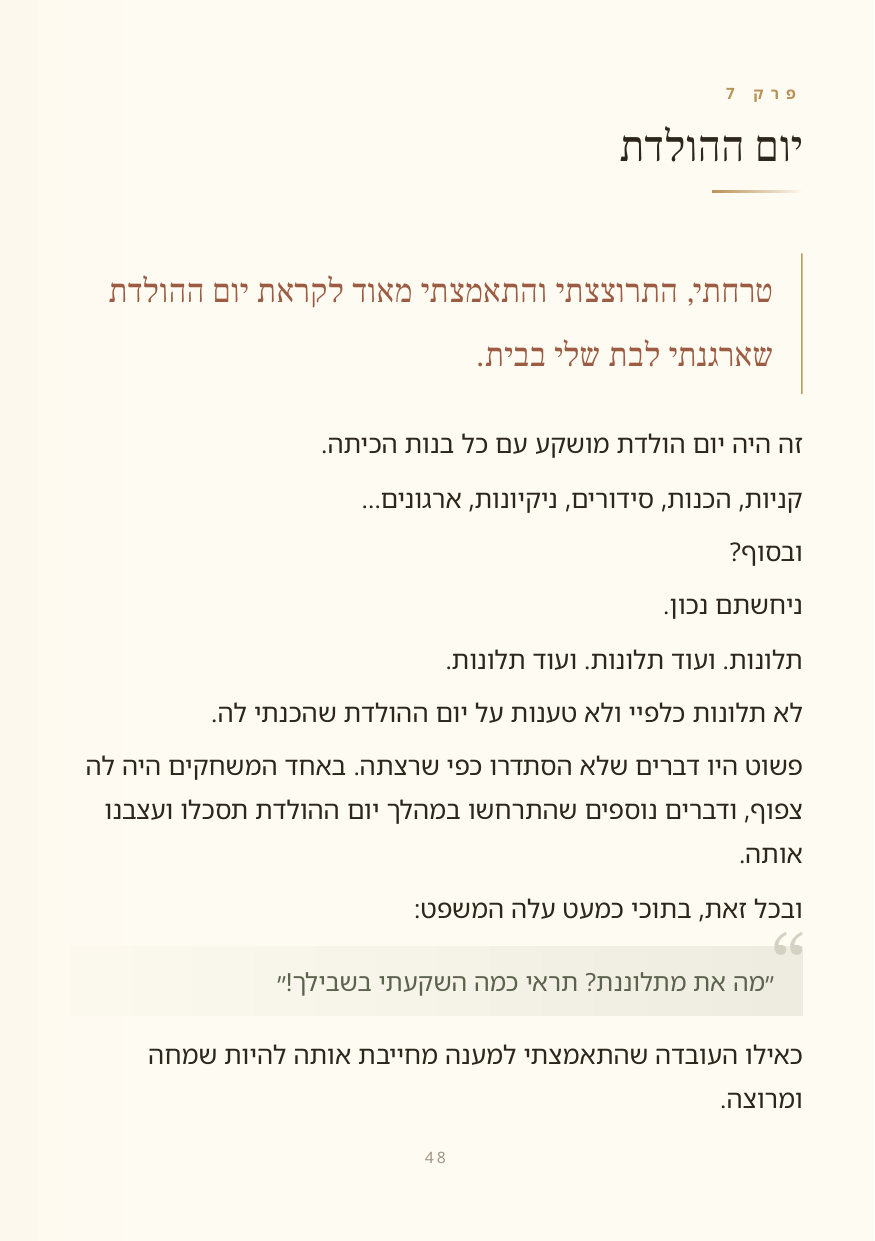 פרק 7
יום ההולדת
טרחתי, התרוצצתי והתאמצתי מאוד לקראת יום ההולדת
שארגנתי לבת שלי בבית.
זה היה יום הולדת מושקע עם כל בנות הכיתה.
קניות, הכנות, סידורים, ניקיונות, ארגונים...
ובסוף?
ניחשתם נכון.
תלונות. ועוד תלונות. ועוד תלונות.
לא תלונות כלפיי ולא טענות על יום ההולדת שהכנתי לה.
פשוט היו דברים שלא הסתדרו כפי שרצתה. באחד המשחקים היה לה
צפוף, ודברים נוספים שהתרחשו במהלך יום ההולדת תסכלו ועצבנו
אותה.
ובכל זאת, בתוכי כמעט עלה המשפט:
“
״מה את מתלוננת? תראי כמה השקעתי בשבילך!״
כאילו העובדה שהתאמצתי למענה מחייבת אותה להיות שמחה
ומרוצה.
48